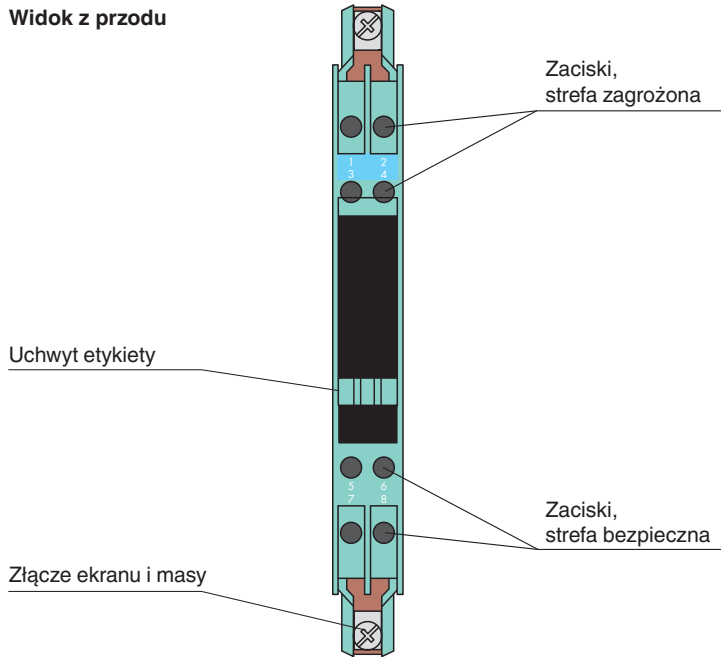 Widok z przodu
Zaciski,
strefa zagrożona
1 2
3 4
Uchwyt etykiety
5 6
7 8
Zaciski,
strefa bezpieczna
Złącze ekranu i masy